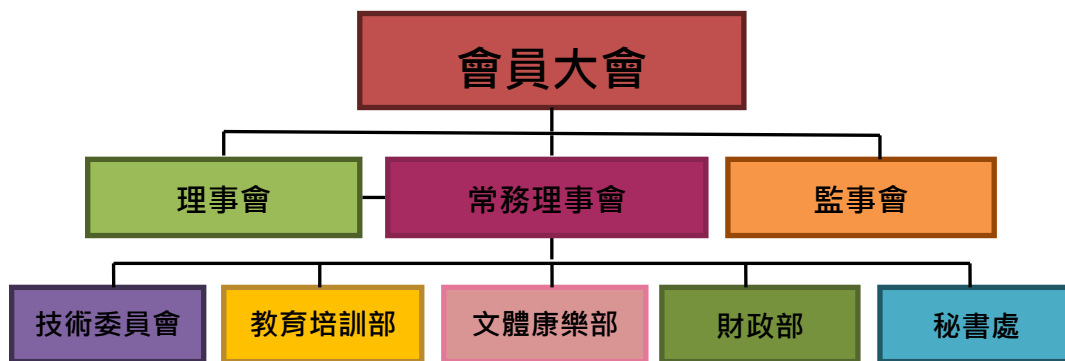 會員大會
理事會
常務理事會
監事會
技術委員會
教育培訓部
文體康樂部
財政部
秘書處